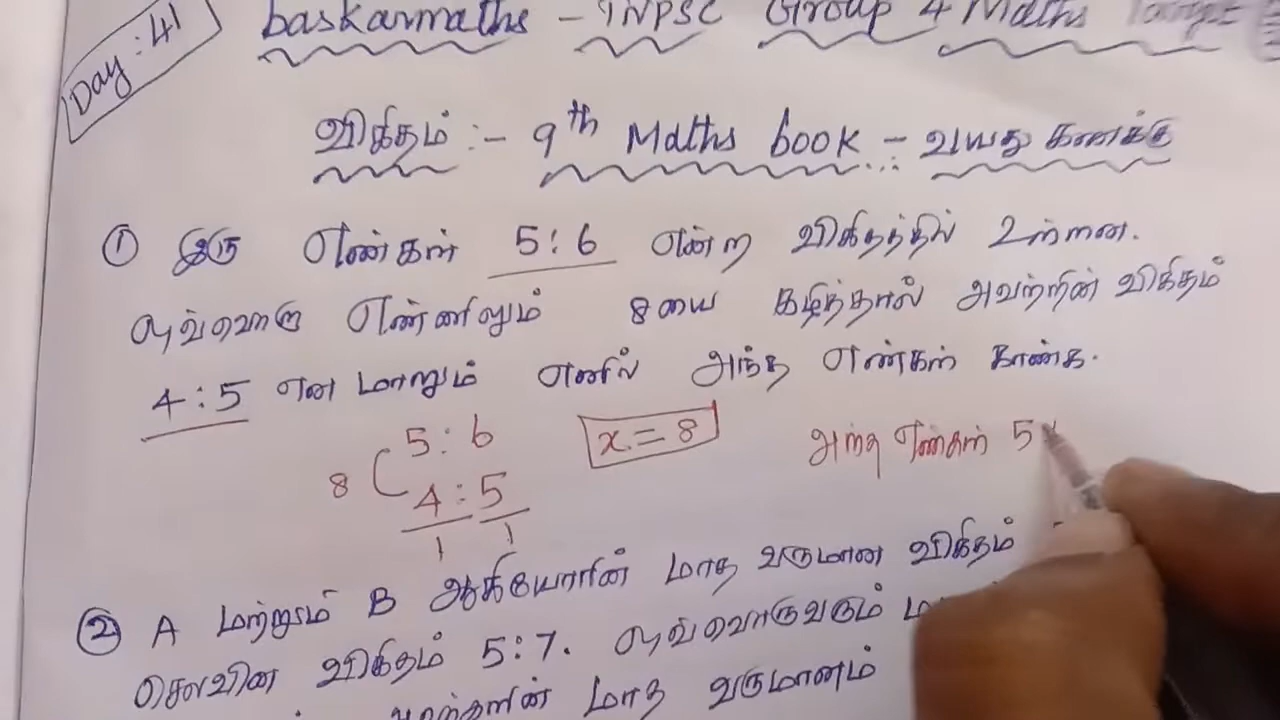 Day : 41
baskarmaths - TNPSC Group 4 Maths Target
விகிதம் :- 9th Maths book - வயது கணக்கு
① இரு எண்கள் 5:6 என்ற விகிதத்தில் உள்ளன.
ஒவ்வொரு எண்ணிலும் 8யை கழித்தால் அவற்றின் விகிதம்
4:5 என மாறும் எனில் அந்த எண்கள் காண்க.
5:6
x = 8
அந்த எண்கள் 5
8
4:5
1 1
② A மற்றும் B ஆகியோரின் மாத வருமான விகிதம்
செலவின விகிதம் 5:7. ஒவ்வொருவரும்
மாத வருமானம்